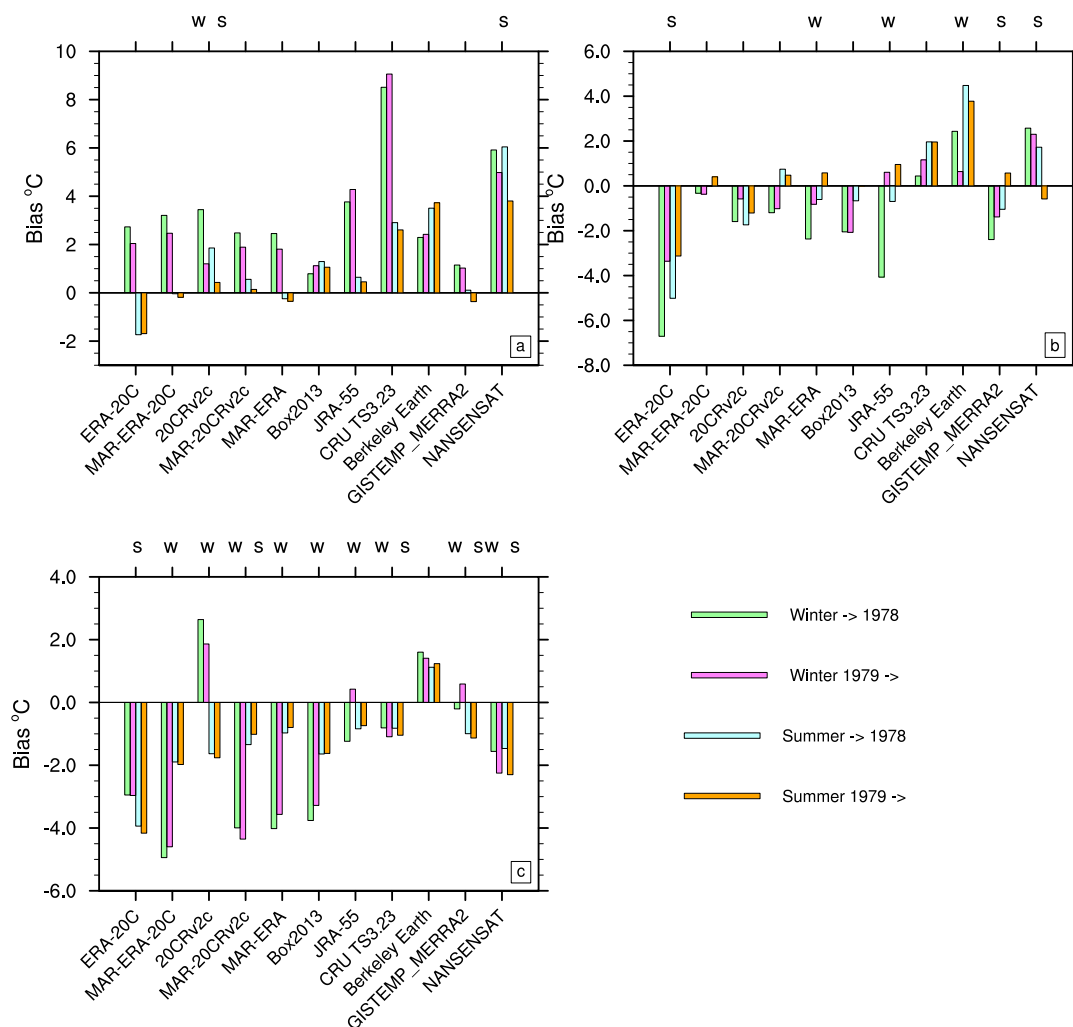 w s s
10
8
6
4
2
0
-2
Bias °C
a
ERA-20C
MAR-ERA-20C
20CRv2c
MAR-20CRv2c
MAR-ERA
Box2013
JRA-55
CRU TS3.23
Berkeley Earth
GISTEMP_MERRA2
NANSENSAT
s w w w s s
6.0
4.0
2.0
0.0
-2.0
-4.0
-6.0
-8.0
Bias °C
b
ERA-20C
MAR-ERA-20C
20CRv2c
MAR-20CRv2c
MAR-ERA
Box2013
JRA-55
CRU TS3.23
Berkeley Earth
GISTEMP_MERRA2
NANSENSAT
s w w w s w w w w s w sw s
4.0
2.0
0.0
-2.0
-4.0
-6.0
Bias °C
c
ERA-20C
MAR-ERA-20C
20CRv2c
MAR-20CRv2c
MAR-ERA
Box2013
JRA-55
CRU TS3.23
Berkeley Earth
GISTEMP_MERRA2
NANSENSAT
Winter -> 1978
Winter 1979 ->
Summer -> 1978
Summer 1979 ->